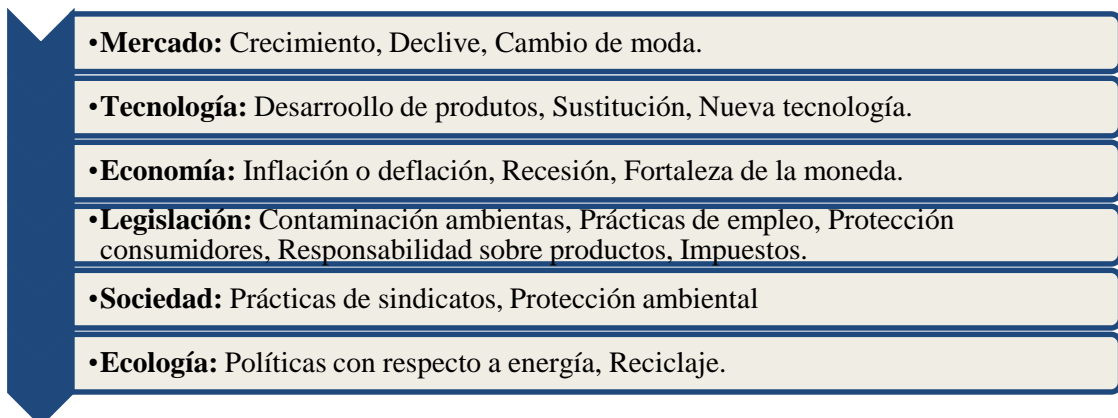 •Mercado: Crecimiento, Declive, Cambio de moda.
•Tecnología: Desarroollo de produtos, Sustitución, Nueva tecnología.
•Economía: Inflación o deflación, Recesión, Fortaleza de la moneda.
•Legislación: Contaminación ambientas, Prácticas de empleo, Protección
consumidores, Responsabilidad sobre productos, Impuestos.
•Sociedad: Prácticas de sindicatos, Protección ambiental
•Ecología: Políticas con respecto a energía, Reciclaje.